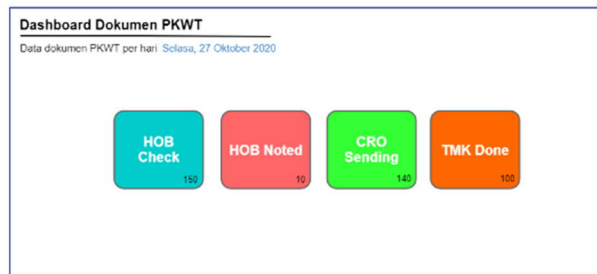 Dashboard Dokumen PKWT
Data dokumen PKWT per hari Selasa, 27 Oktober 2020
HOB
Check
150
HOB Noted
10
CRO
Sending
140
TMK Done
100